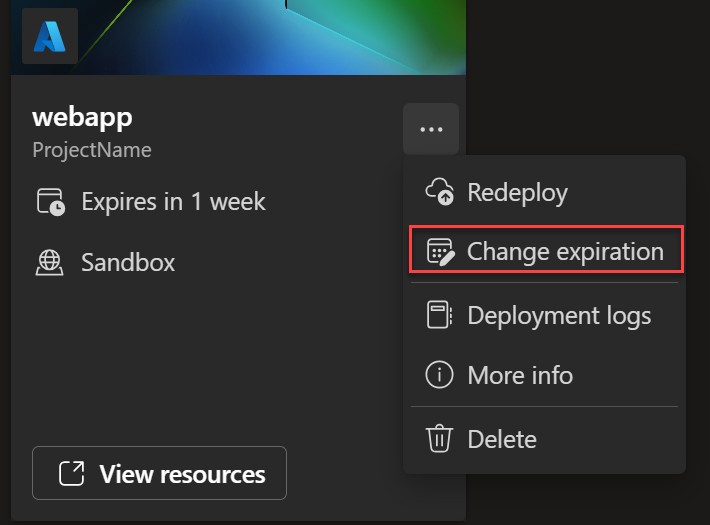 webapp
ProjectName
Expires in 1 week
Sandbox
View resources
Redeploy
Change expiration
Deployment logs
More info
Delete